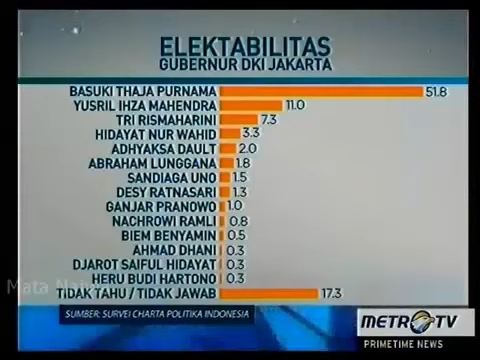 ELEKTABILITAS
GUBERNUR DKI JAKARTA
BASUKI THAJA PURNAMA 51.8
YUSRIL IHZA MAHENDRA 11.0
TRI RISMAHARINI 7.3
HIDAYAT NUR WAHID 3.3
ADHYAKSA DAULT 2.0
ABRAHAM LUNGGANA 1.8
SANDIAGA UNO 1.5
DESY RATNASARI 1.3
GANJAR PRANOWO 1.0
NACHROWI RAMLI 0.8
BIEM BENYAMIN 0.5
AHMAD DHANI 0.3
DJAROT SAIFUL HIDAYAT 0.3
HERU BUDI HARTONO 0.3
TIDAK TAHU / TIDAK JAWAB 17.3
SUMBER: SURVEI CHARTA POLITIKA INDONESIA
METRO TV
PRIMETIME NEWS